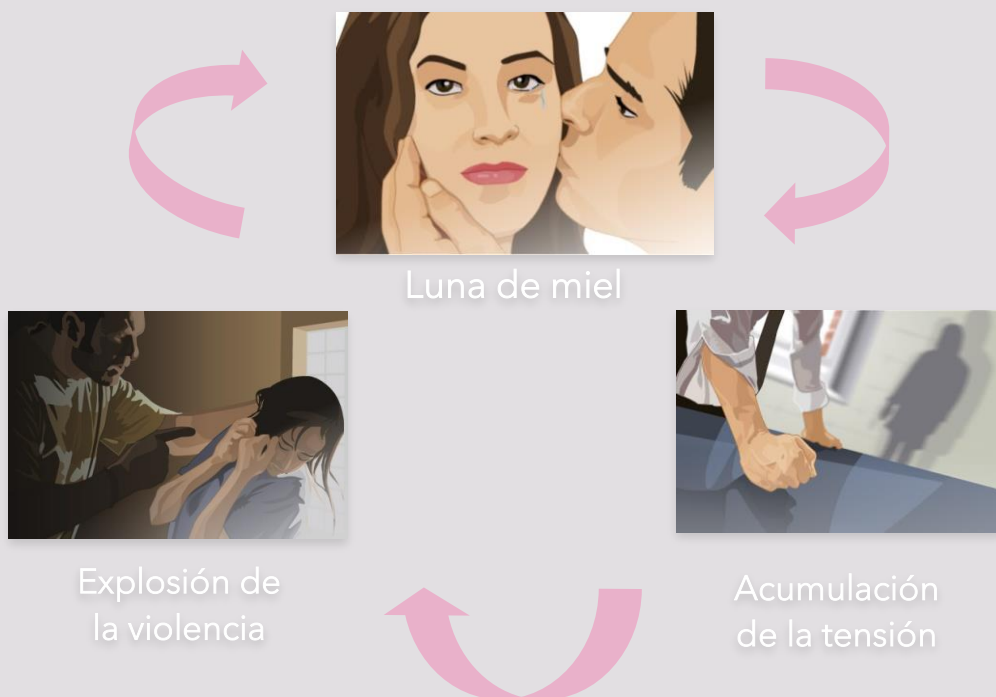 Luna de miel
Explosión de
la violencia
Acumulación
de la tensión